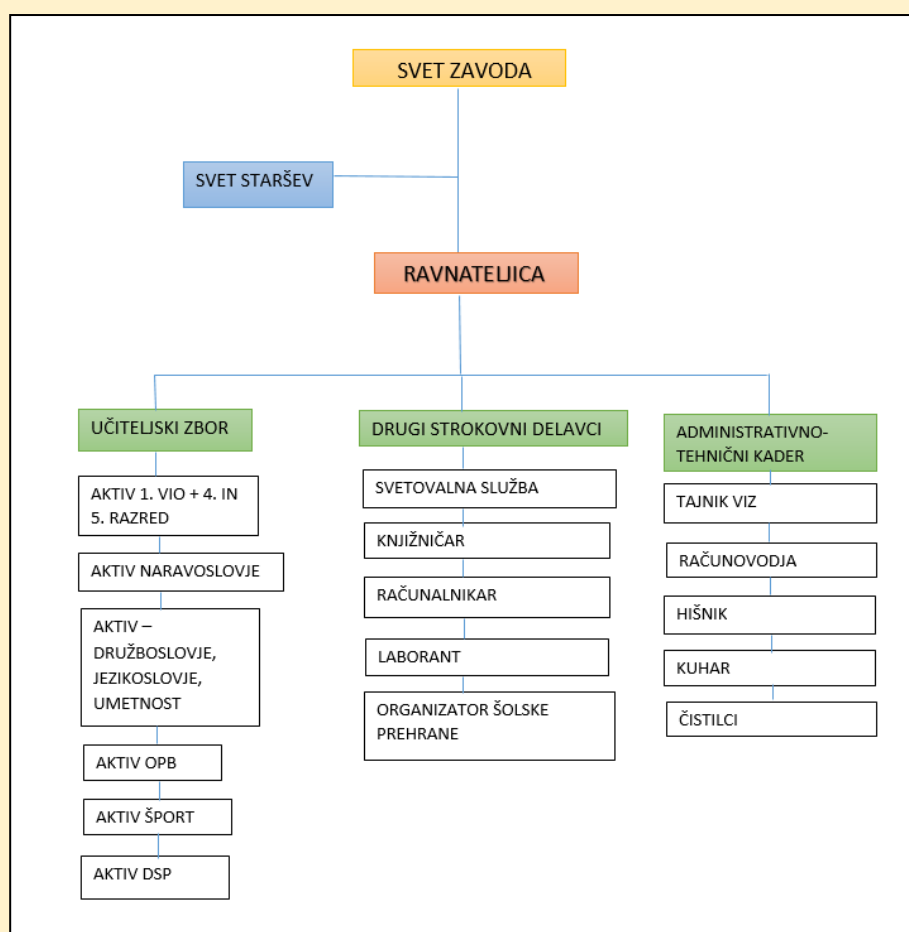 SVET ZAVODA
SVET STARŠEV
RAVNATELJICA
UČITELJSKI ZBOR
AKTIV 1. VIO + 4. IN
5. RAZRED
AKTIV NARAVOSLOVJE
AKTIV –
DRUŽBOSLOVJE,
JEZIKOSLOVJE,
UMETNOST
AKTIV OPB
AKTIV ŠPORT
AKTIV DSP
DRUGI STROKOVNI DELAVCI
SVETOVALNA SLUŽBA
KNJIŽNIČAR
RAČUNALNIKAR
LABORANT
ORGANIZATOR ŠOLSKE
PREHRANE
ADMINISTRATIVNO-
TEHNIČNI KADER
TAJNIK VIZ
RAČUNOVODJA
HIŠNIK
KUHAR
ČISTILCI